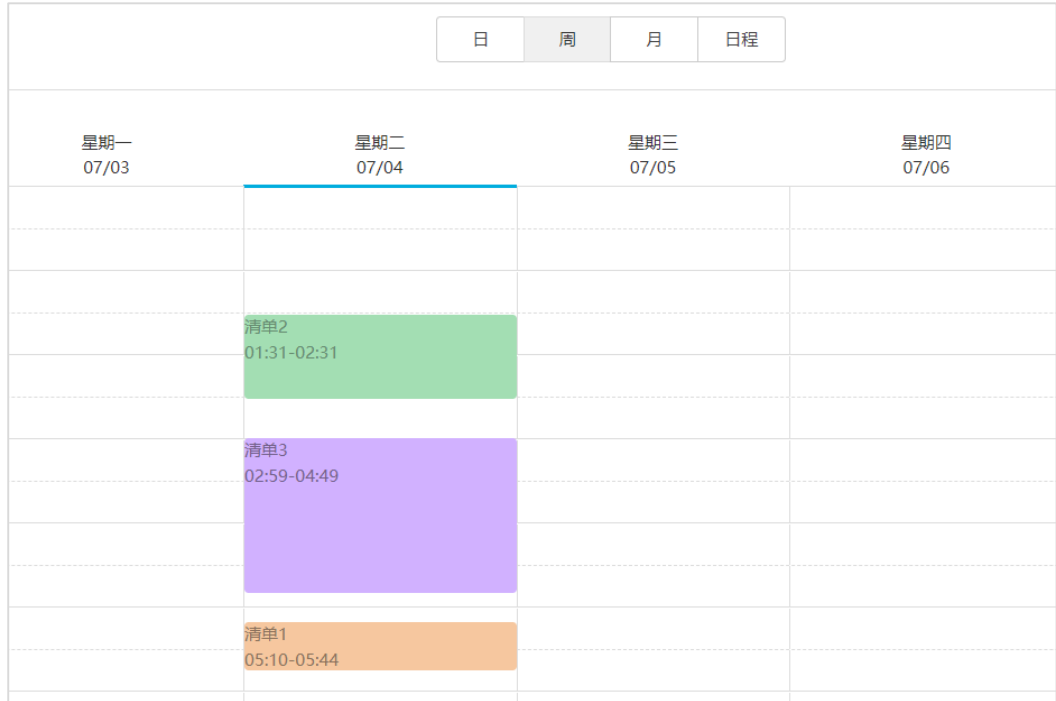 日 周 月 日程
星期一 星期二 星期三 星期四
07/03 07/04 07/05 07/06
清单2
01:31-02:31
清单3
02:59-04:49
清单1
05:10-05:44